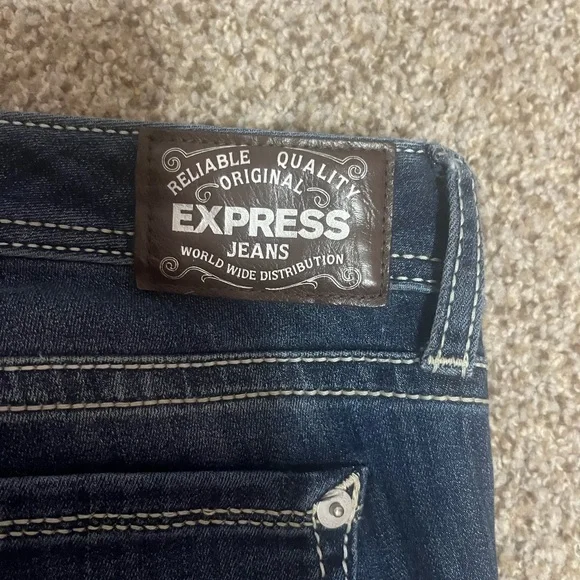 RELIABLE QUALITY
ORIGINAL
EXPRESS
JEANS
WORLD WIDE DISTRIBUTION